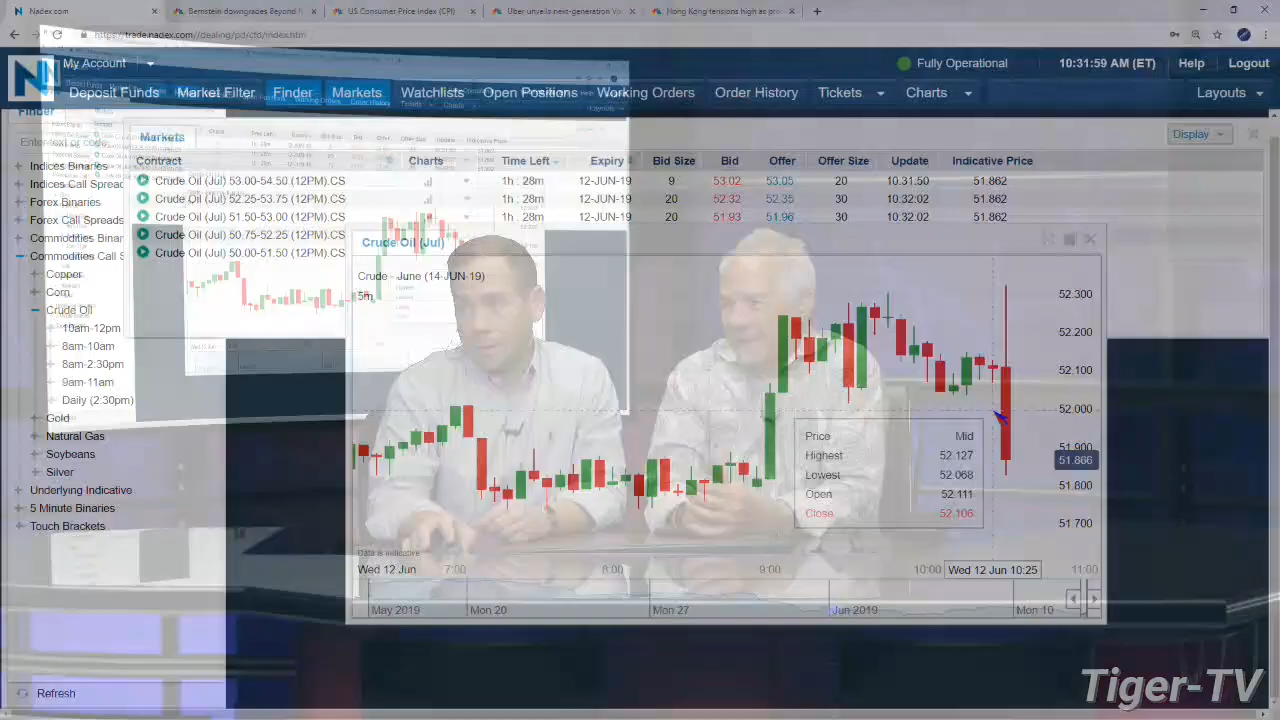 Nadex.com
Bernstein downgrades Beyond
US Consumer Price Index (CPI)
Uber unveils next-generation Vo
Hong Kong tensions high as pro
https://trade.nadex.com//dealing/pd/cfd/index.htm
My Account
Fully Operational
10:31:59 AM (ET)
Help
Logout
Deposit Funds Market Filter Finder Markets Watchlists Open Positions Working Orders Order History Tickets Charts Layouts
Finder
Enter text or code
Indices Binaries
Indices Call Spread
Forex Binaries
Forex Call Spreads
Commodities Binar
Commodities Call S
Copper
Corn
Crude Oil
10am-12pm
8am-10am
8am-2:30pm
9am-11am
Daily (2:30pm)
Gold
Natural Gas
Soybeans
Silver
Underlying Indicative
5 Minute Binaries
Touch Brackets
Refresh
Markets
Display
Contract Charts Time Left Expiry Bid Size Bid Offer Offer Size Update Indicative Price
Crude Oil (Jul) 53.00-54.50 (12PM).CS 1h : 28m 12-JUN-19 9 53.02 53.05 20 10:31:50 51.862
Crude Oil (Jul) 52.25-53.75 (12PM).CS 1h : 28m 12-JUN-19 20 52.32 52.35 30 10:32:02 51.862
Crude Oil (Jul) 51.50-53.00 (12PM).CS 1h : 28m 12-JUN-19 20 51.93 51.96 30 10:32:02 51.862
Crude Oil (Jul) 50.75-52.25 (12PM).CS
Crude Oil (Jul) 50.00-51.50 (12PM).CS
Crude Oil (Jul)
Crude - June (14-JUN-19)
5m
52.300
52.200
52.100
52.000
51.900
51.866
51.800
51.700
Price Mid
Highest 52.127
Lowest 52.068
Open 52.111
Close 52.106
Data is indicative
Wed 12 Jun 7:00 8:00 9:00 10:00 Wed 12 Jun 10:25 11:00
May 2019 Mon 20 Mon 27 Jun 2019 Mon 10
Tiger-TV